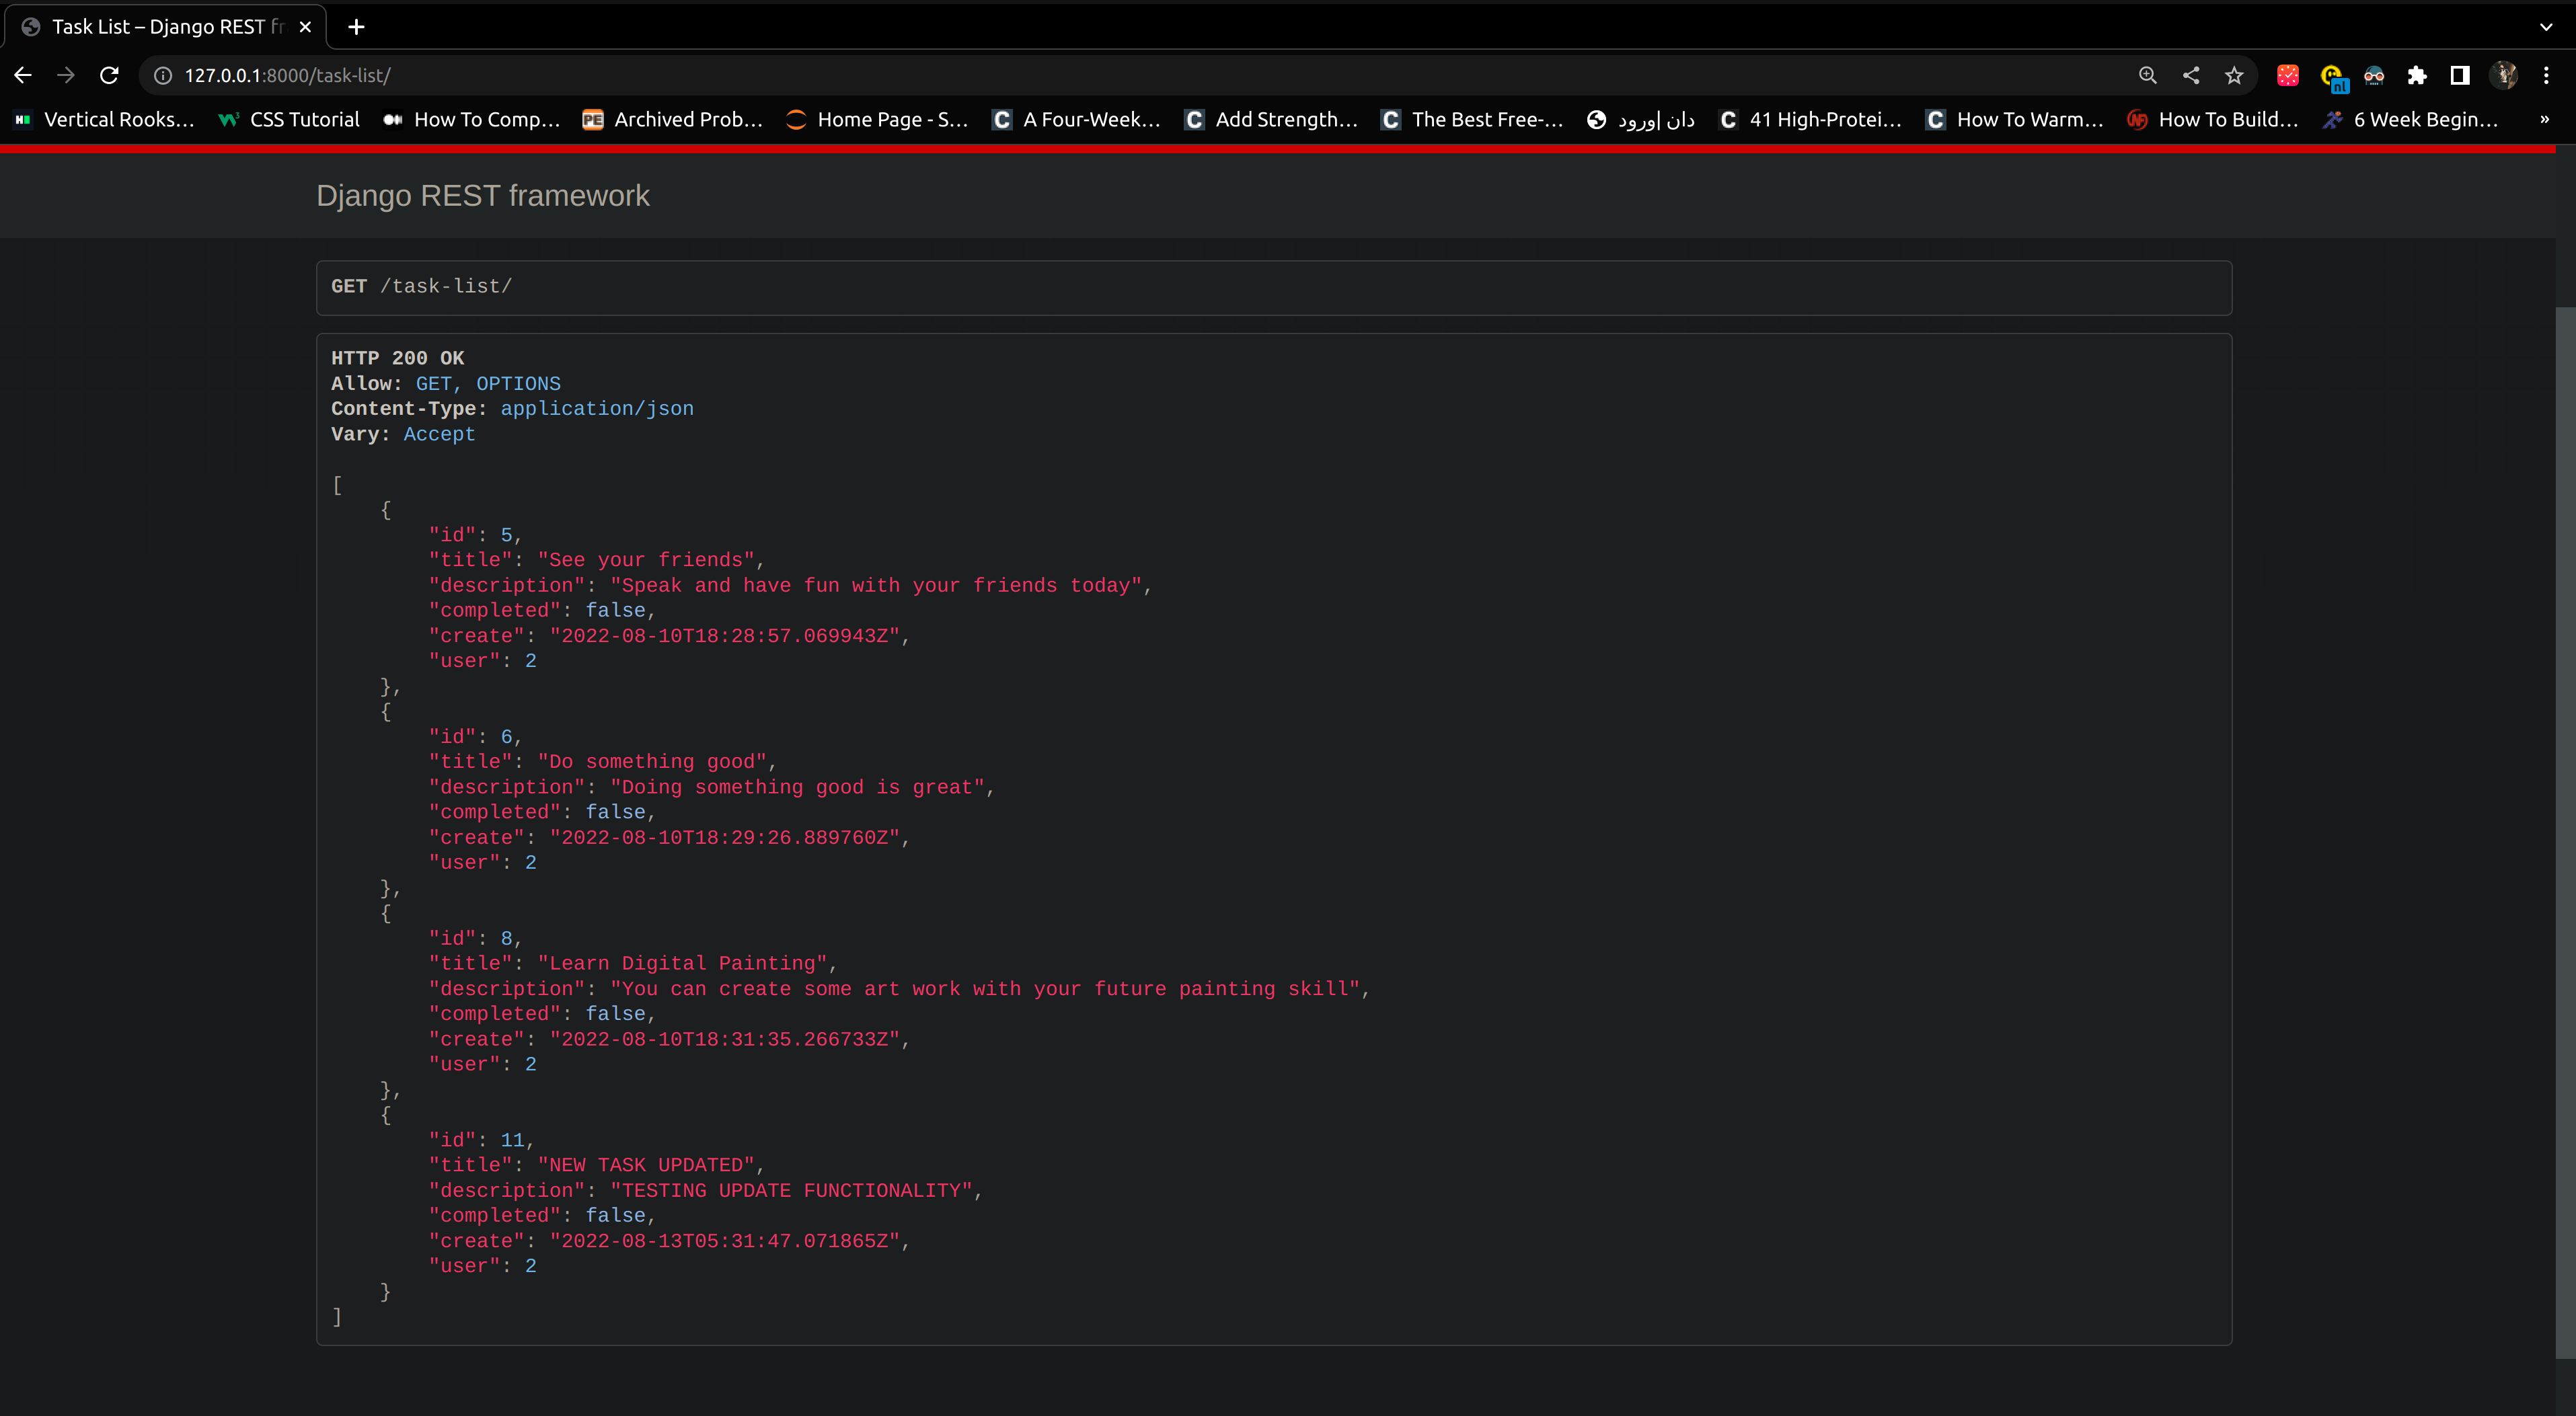 Task List – Django REST fr
127.0.0.1:8000/task-list/
Vertical Rooks... CSS Tutorial How To Comp... PE Archived Prob... Home Page - S... C A Four-Week... C Add Strength... C The Best Free-... دان |ورود C 41 High-Protei... C How To Warm... How To Build... 6 Week Begin... »
nl
Django REST framework
GET /task-list/
HTTP 200 OK
Allow: GET, OPTIONS
Content-Type: application/json
Vary: Accept
[
    {
        "id": 5,
        "title": "See your friends",
        "description": "Speak and have fun with your friends today",
        "completed": false,
        "create": "2022-08-10T18:28:57.069943Z",
        "user": 2
    },
    {
        "id": 6,
        "title": "Do something good",
        "description": "Doing something good is great",
        "completed": false,
        "create": "2022-08-10T18:29:26.889760Z",
        "user": 2
    },
    {
        "id": 8,
        "title": "Learn Digital Painting",
        "description": "You can create some art work with your future painting skill",
        "completed": false,
        "create": "2022-08-10T18:31:35.266733Z",
        "user": 2
    },
    {
        "id": 11,
        "title": "NEW TASK UPDATED",
        "description": "TESTING UPDATE FUNCTIONALITY",
        "completed": false,
        "create": "2022-08-13T05:31:47.071865Z",
        "user": 2
    }
]